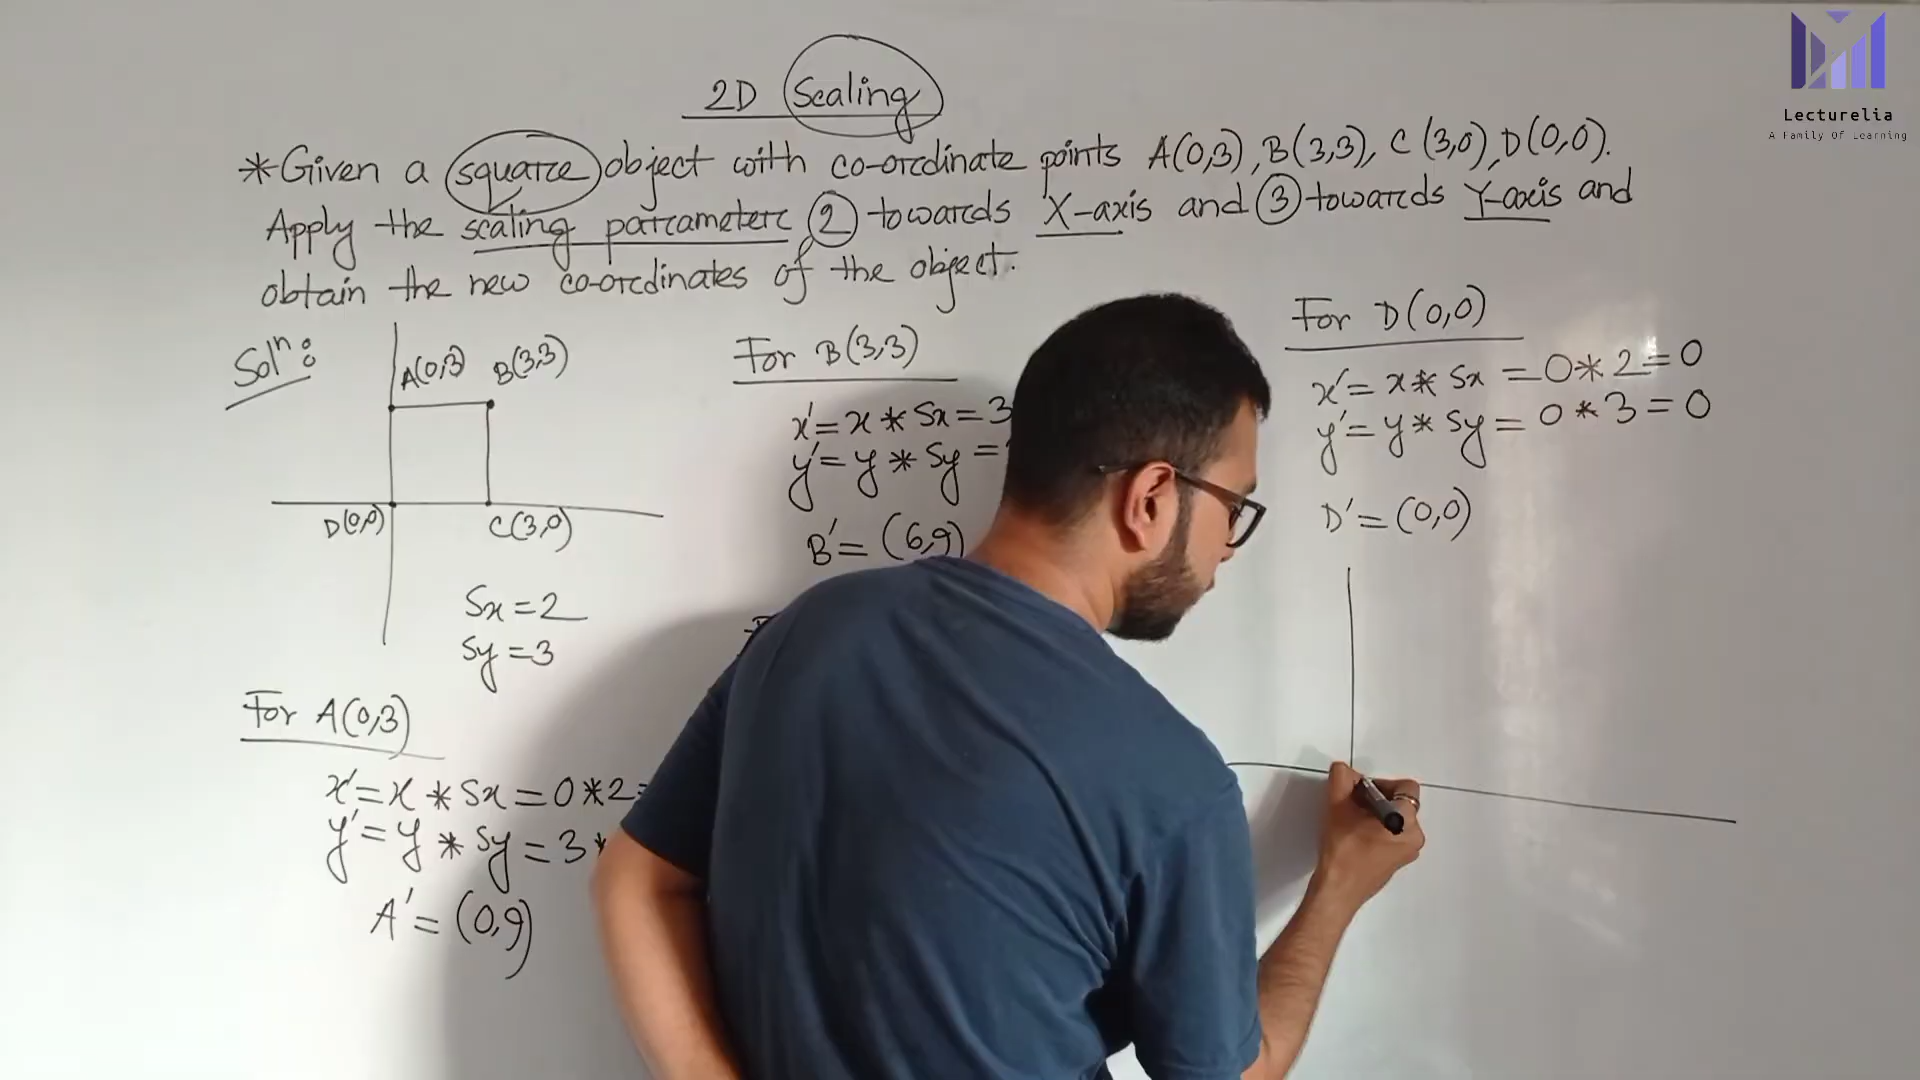 2D Scaling
*Given a square object with co-ordinate points A(0,3), B(3,3), C(3,0), D(0,0).
Apply the scaling parameter 2 towards X-axis and 3 towards Y-axis and
obtain the new co-ordinates of the object.
Solⁿ:
A(0,3) B(3,3)
D(0,0) C(3,0)
Sx = 2
Sy = 3
For A(0,3)
x' = x * Sx = 0 * 2 =
y' = y * Sy = 3 *
A' = (0,9)
For B(3,3)
x' = x * Sx = 3
y' = y * Sy =
B' = (6,9)
For D(0,0)
x' = x * Sx = 0 * 2 = 0
y' = y * Sy = 0 * 3 = 0
D' = (0,0)
Lecturelia
A Family Of Learning